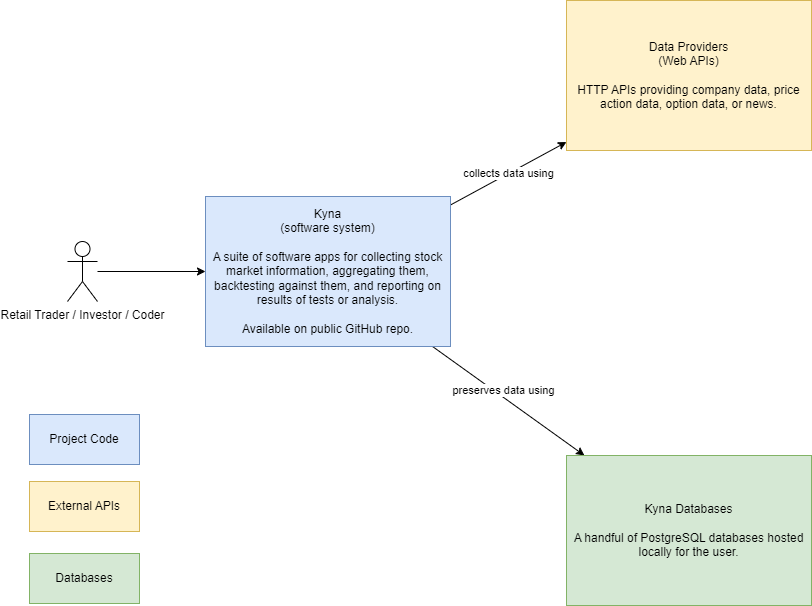 Data Providers
(Web APIs)
HTTP APIs providing company data, price
action data, option data, or news.
collects data using
Kyna
(software system)
A suite of software apps for collecting stock
market information, aggregating them,
backtesting against them, and reporting on
results of tests or analysis.
Available on public GitHub repo.
Retail Trader / Investor / Coder
preserves data using
Project Code
External APIs
Databases
Kyna Databases
A handful of PostgreSQL databases hosted
locally for the user.